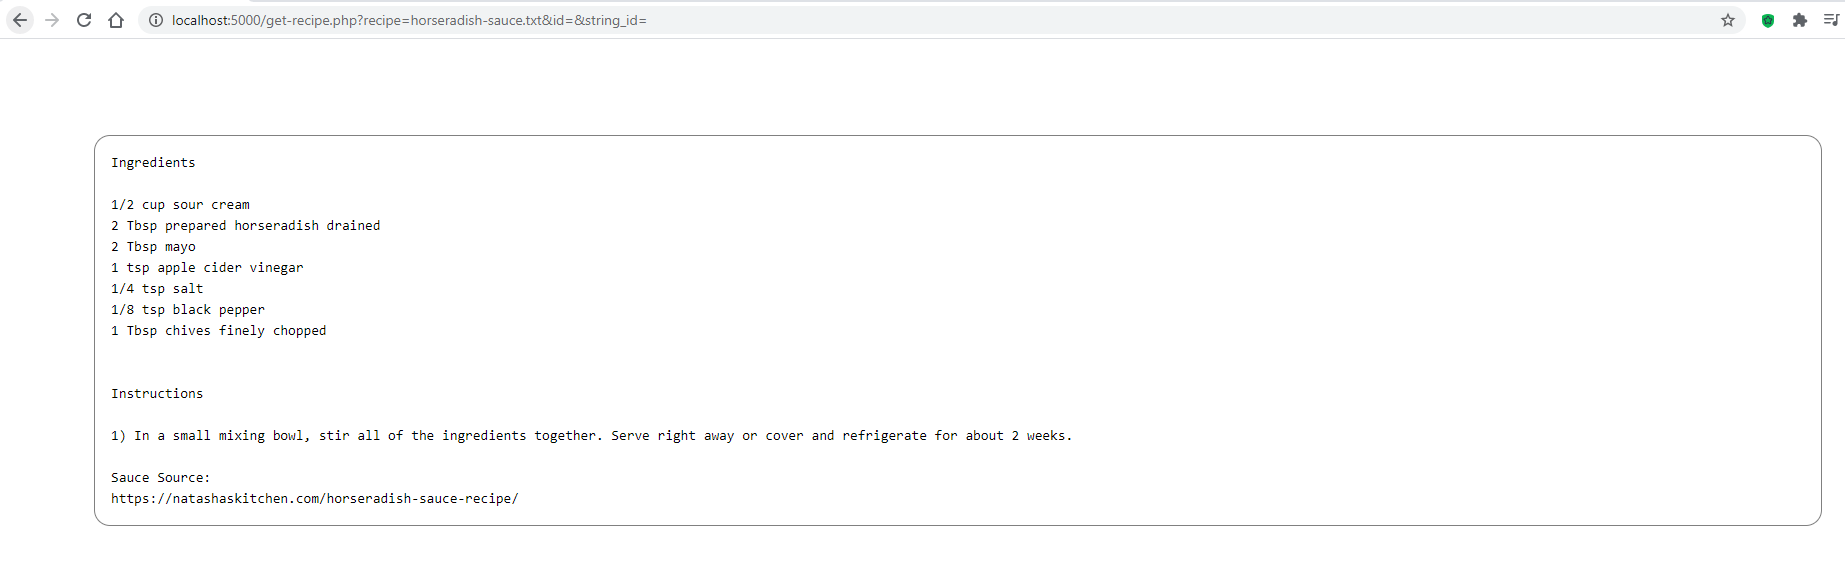 localhost:5000/get-recipe.php?recipe=horseradish-sauce.txt&id=&string_id=
Ingredients
1/2 cup sour cream
2 Tbsp prepared horseradish drained
2 Tbsp mayo
1 tsp apple cider vinegar
1/4 tsp salt
1/8 tsp black pepper
1 Tbsp chives finely chopped
Instructions
1) In a small mixing bowl, stir all of the ingredients together. Serve right away or cover and refrigerate for about 2 weeks.
Sauce Source:
https://natashaskitchen.com/horseradish-sauce-recipe/